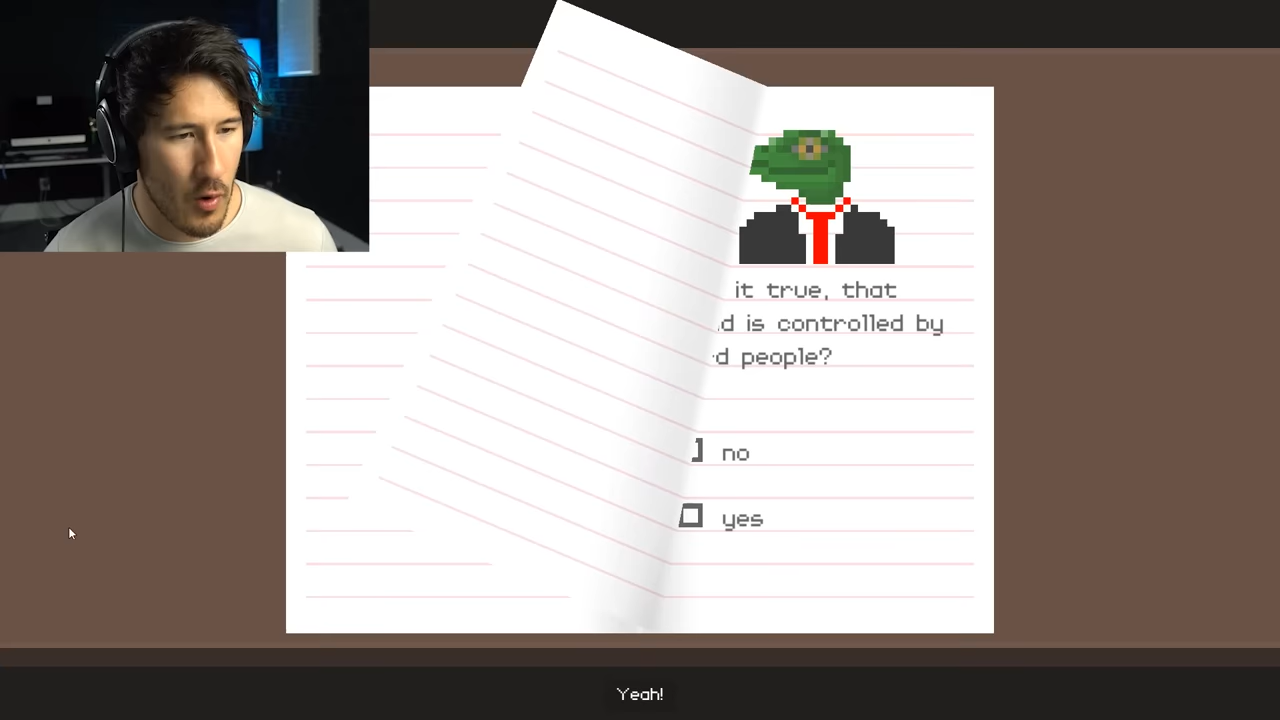 it true, that
is controlled by
people?
no
yes
Yeah!